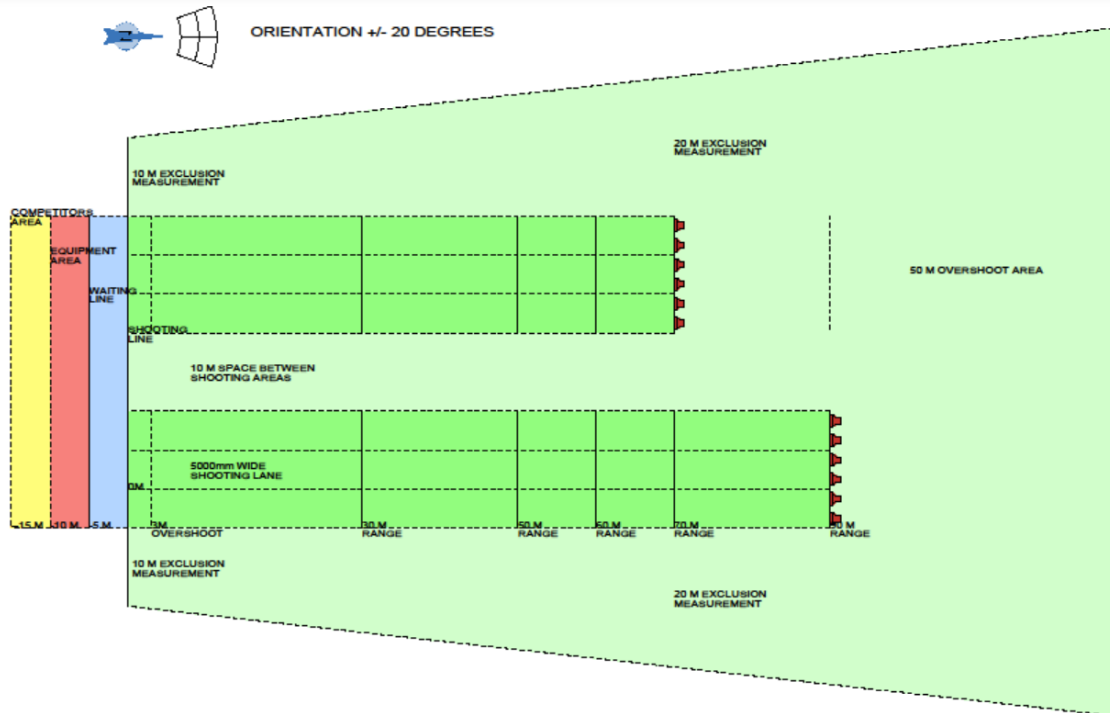 ORIENTATION +/- 20 DEGREES
20 M EXCLUSION
MEASUREMENT
10 M EXCLUSION
MEASUREMENT
COMPETITORS
AREA
EQUIPMENT
AREA
50 M OVERSHOOT AREA
WAITING
LINE
SHOOTING
LINE
10 M SPACE BETWEEN
SHOOTING AREAS
5000mm WIDE
SHOOTING LANE
0M
-15 M
-10 M
-5 M
3M
OVERSHOOT
30 M
RANGE
50 M
RANGE
60 M
RANGE
70 M
RANGE
90 M
RANGE
10 M EXCLUSION
MEASUREMENT
20 M EXCLUSION
MEASUREMENT